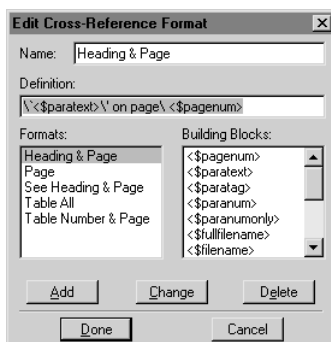 Edit Cross-Reference Format
Name: Heading & Page
Definition:
\`<$paratext>\' on page\ <$pagenum>
Formats:
Heading & Page
Page
See Heading & Page
Table All
Table Number & Page
Building Blocks:
<$pagenum>
<$paratext>
<$paratag>
<$paranum>
<$paranumonly>
<$fullfilename>
<$filename>
Add Change Delete
Done Cancel